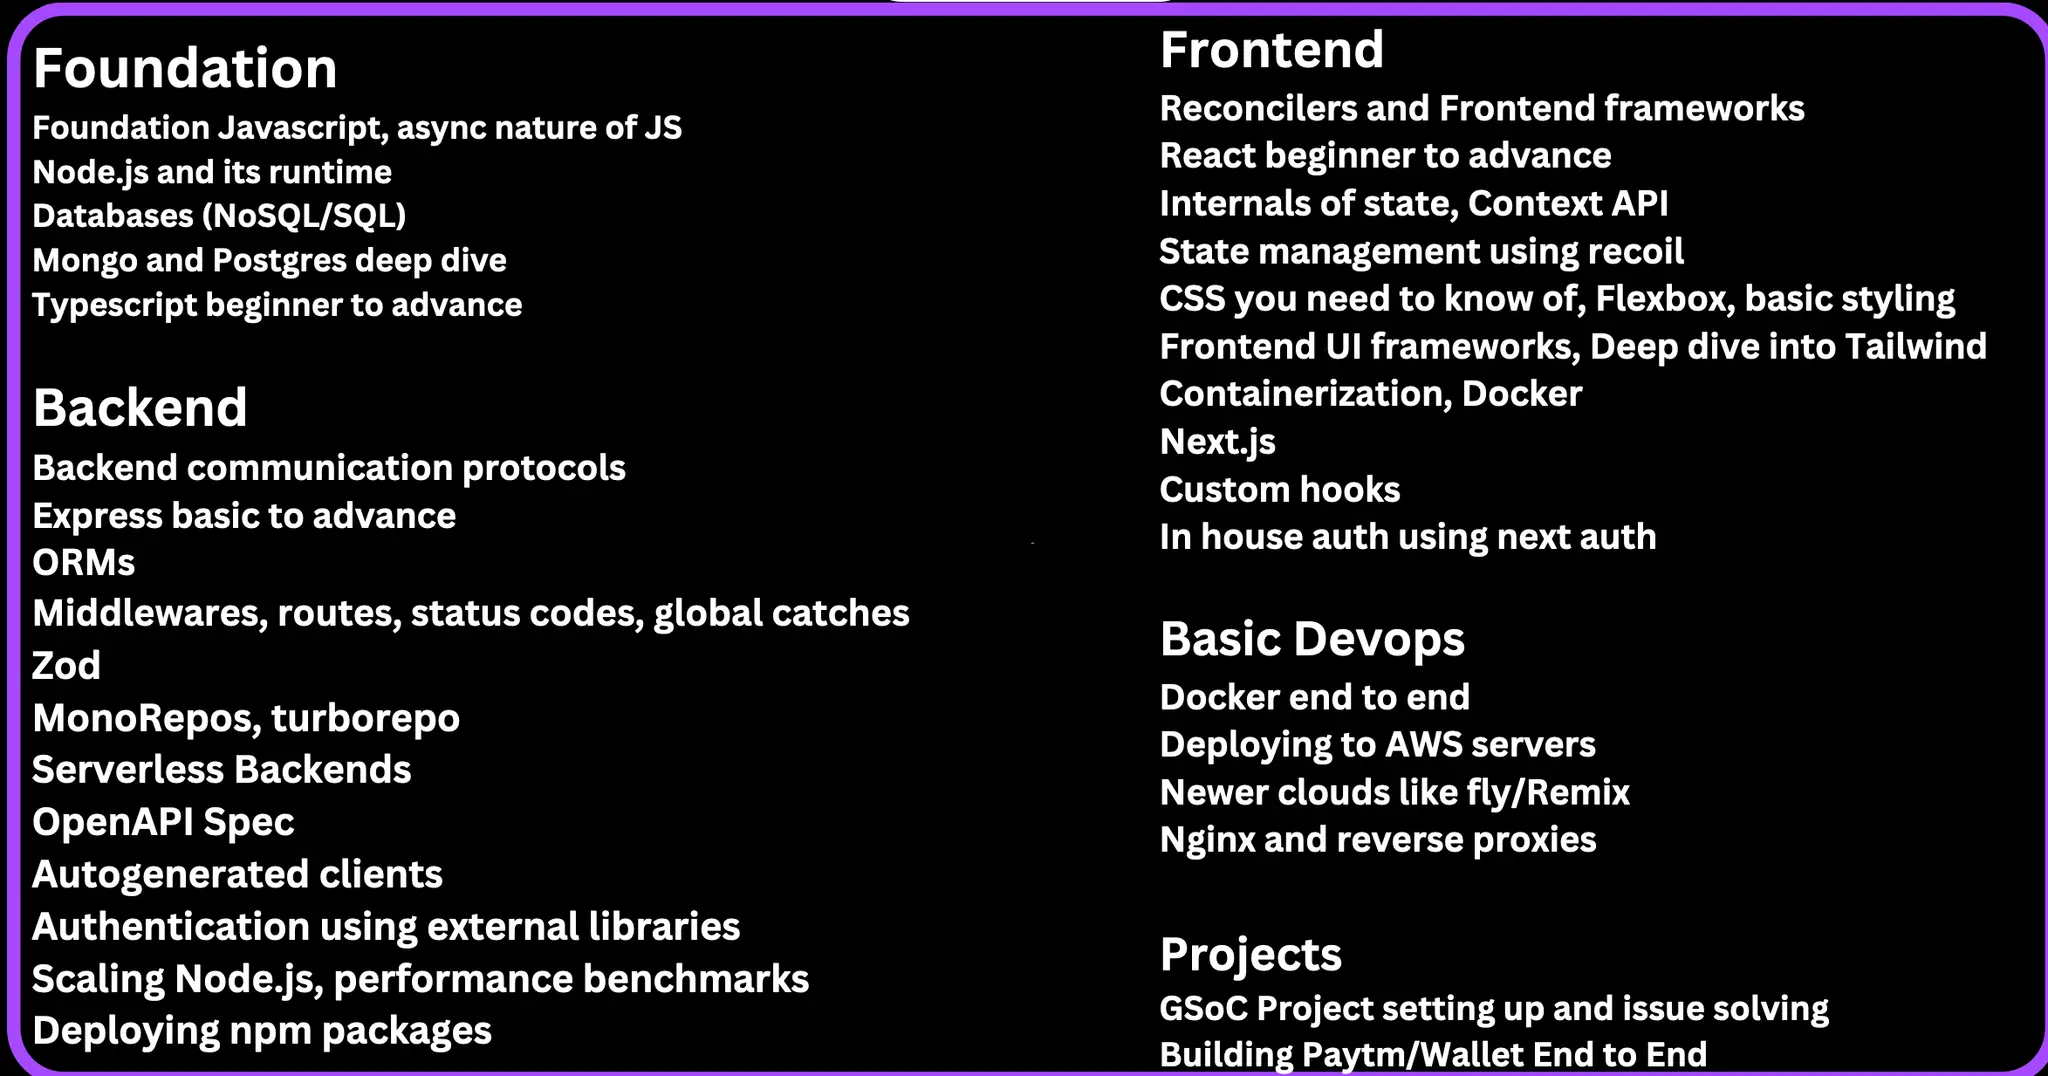 Foundation
Foundation Javascript, async nature of JS
Node.js and its runtime
Databases (NoSQL/SQL)
Mongo and Postgres deep dive
Typescript beginner to advance
Backend
Backend communication protocols
Express basic to advance
ORMs
Middlewares, routes, status codes, global catches
Zod
MonoRepos, turborepo
Serverless Backends
OpenAPI Spec
Autogenerated clients
Authentication using external libraries
Scaling Node.js, performance benchmarks
Deploying npm packages
Frontend
Reconcilers and Frontend frameworks
React beginner to advance
Internals of state, Context API
State management using recoil
CSS you need to know of, Flexbox, basic styling
Frontend UI frameworks, Deep dive into Tailwind
Containerization, Docker
Next.js
Custom hooks
In house auth using next auth
Basic Devops
Docker end to end
Deploying to AWS servers
Newer clouds like fly/Remix
Nginx and reverse proxies
Projects
GSoC Project setting up and issue solving
Building Paytm/Wallet End to End